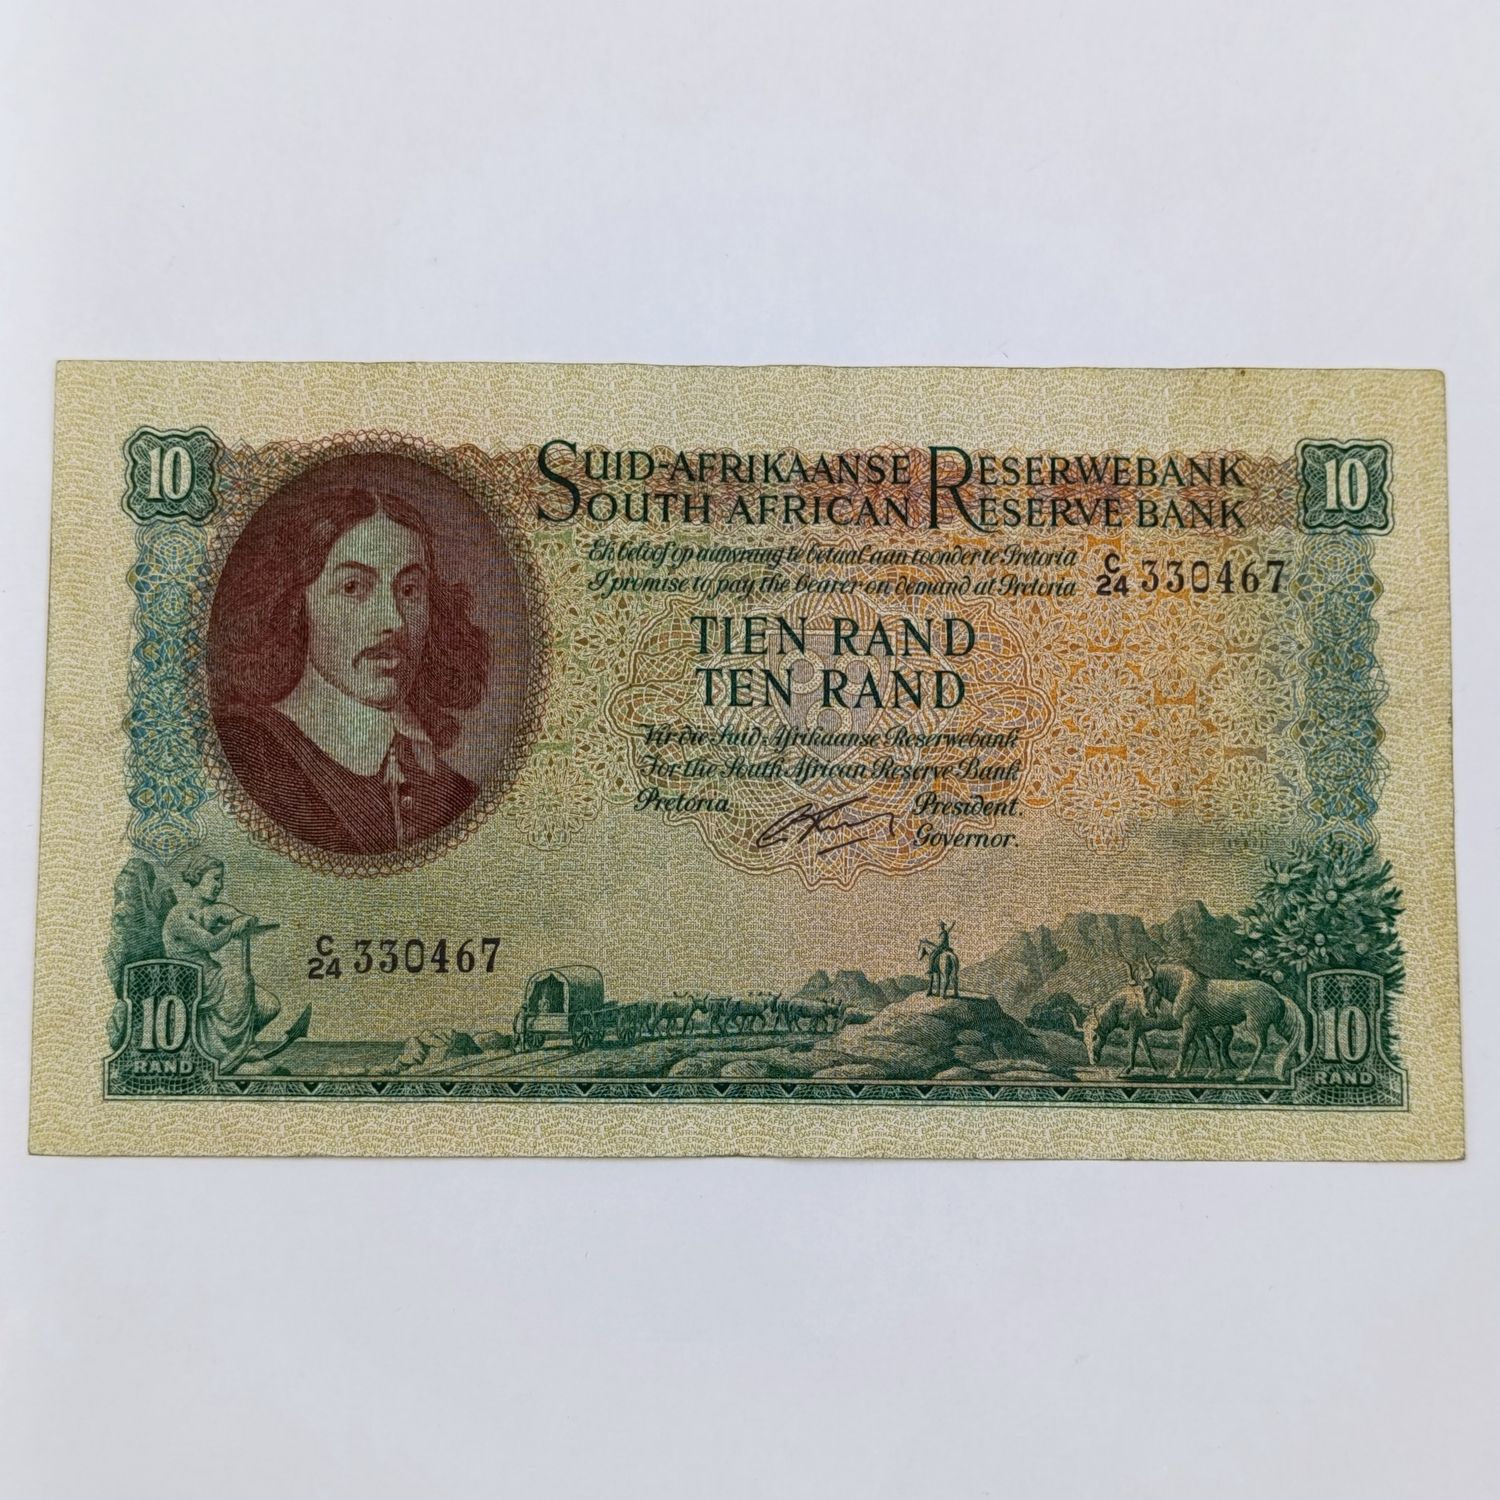 10
SUID-AFRIKAANSE RESERWEBANK
SOUTH AFRICAN RESERVE BANK
10
Ek beloof op aanvraag te betaal aan toonder te Pretoria
I promise to pay the bearer on demand at Pretoria
C/24 330467
TIEN RAND
TEN RAND
Vir die Suid-Afrikaanse Reserwebank
For the South African Reserve Bank
Pretoria
President.
Governor.
C/24 330467
10
RAND
10
RAND